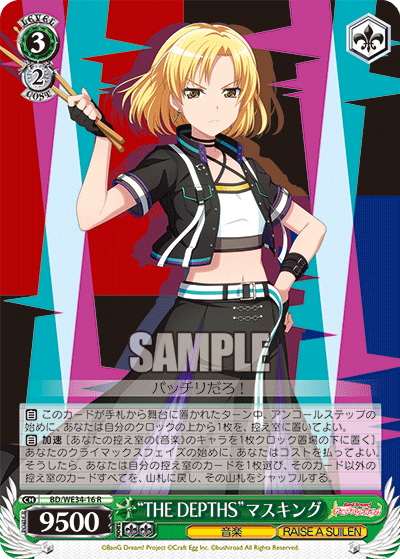 LEVEL
3
2
COST
SAMPLE
バッチリだろ！
自 このカードが手札から舞台に置かれたターン中、アンコールステップの
始めに、あなたは自分のクロックの上から1枚を、控え室に置いてよい。
自 加速 [あなたの控え室の《音楽》のキャラを1枚クロック置場の下に置く]
あなたのクライマックスフェイズの始めに、あなたはコストを払ってよい。
そうしたら、あなたは自分の控え室のカードを1枚選び、そのカード以外の
控え室のカードすべてを、山札に戻し、その山札をシャッフルする。
CH BD/WE34-16 R
9500
“THE DEPTHS”マスキング
音楽
RAISE A SUILEN
©BanG Dream! Project ©Craft Egg Inc. ©bushiroad All Rights Reserved.